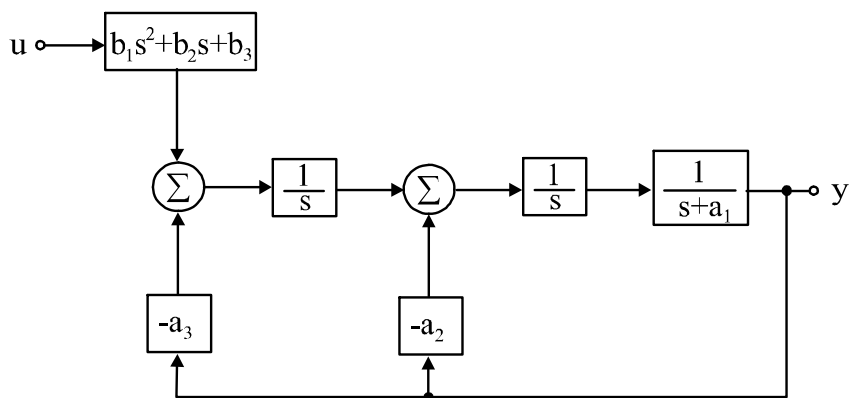 u
b₁s²+b₂s+b₃
Σ
1
s
Σ
1
s
1
s+a₁
y
-a₃
-a₂